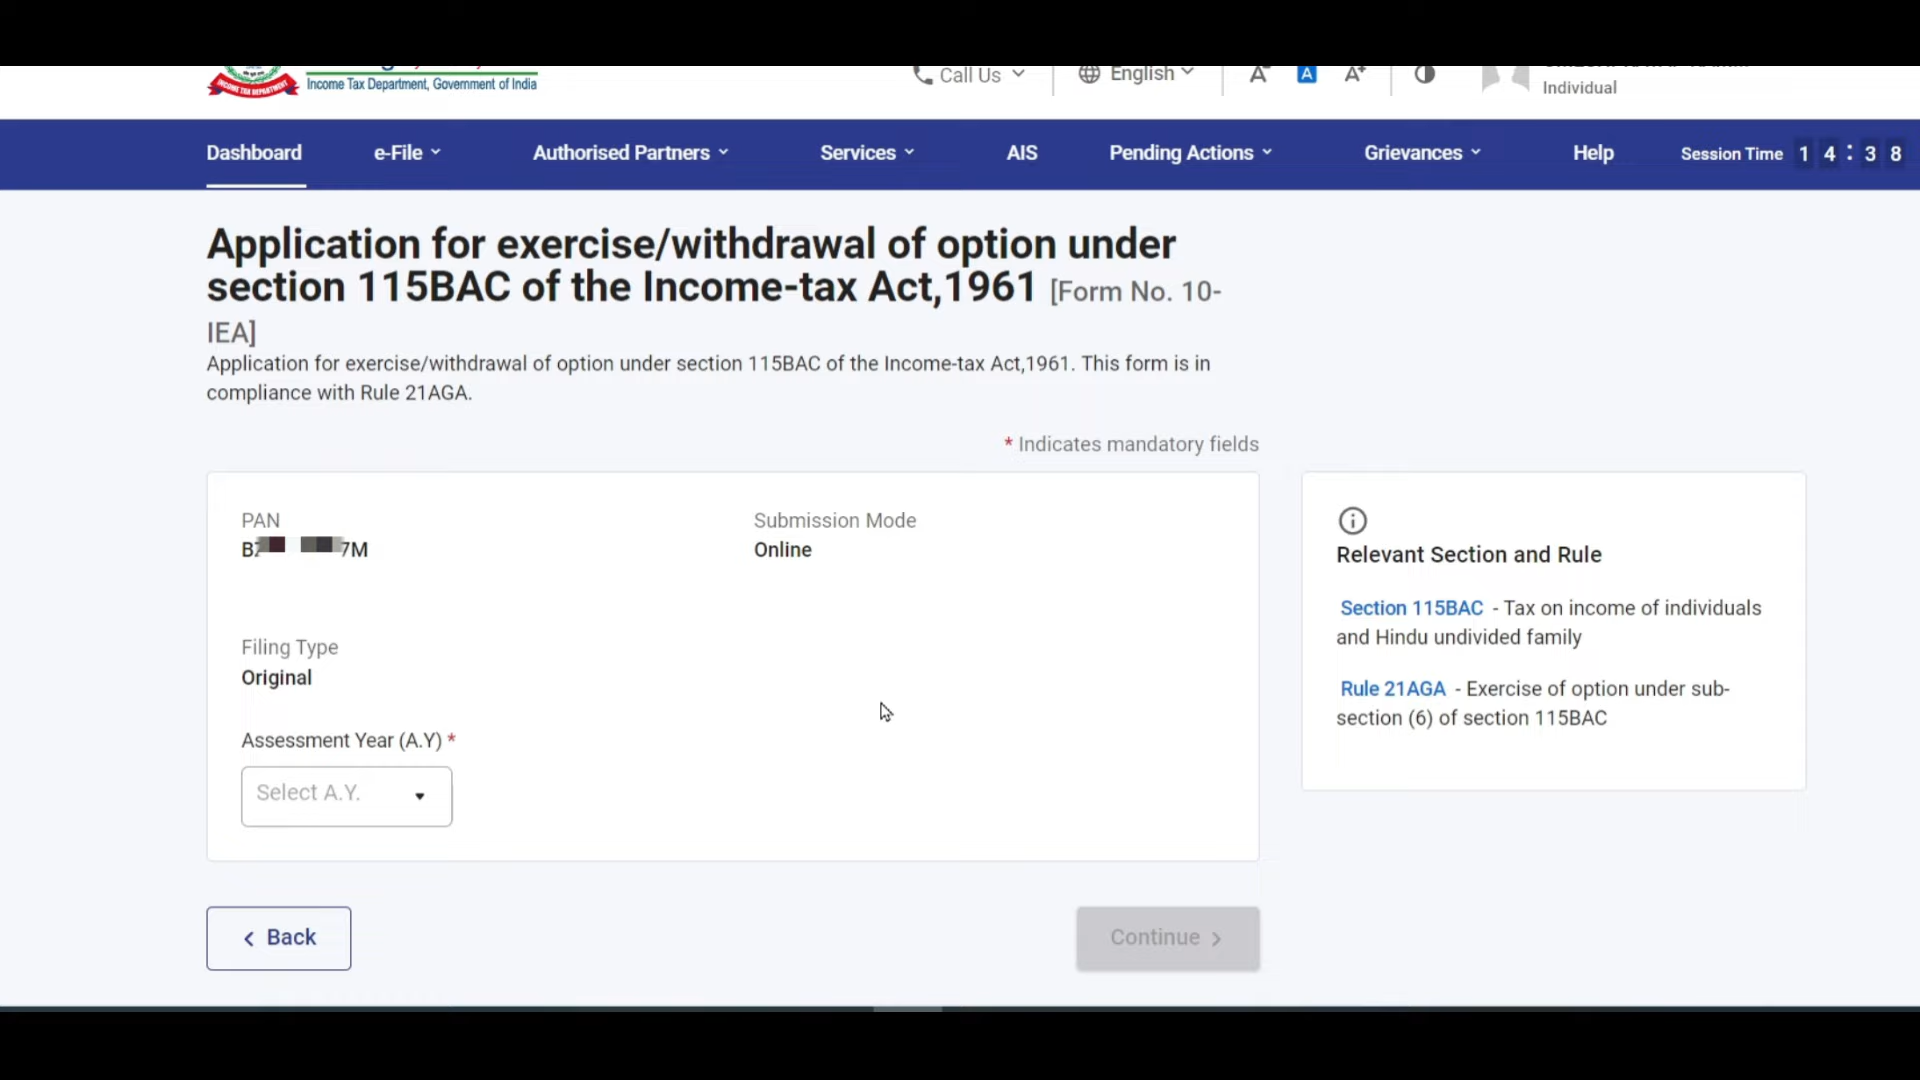 INCOME TAX DEPARTMENT
Income Tax Department, Government of India
Call Us
English
A
A
A+
Individual
Dashboard
e-File
Authorised Partners
Services
AIS
Pending Actions
Grievances
Help
Session Time 1 4 : 3 8
Application for exercise/withdrawal of option under
section 115BAC of the Income-tax Act,1961 [Form No. 10-
IEA]
Application for exercise/withdrawal of option under section 115BAC of the Income-tax Act,1961. This form is in
compliance with Rule 21AGA.
* Indicates mandatory fields
PAN
7M
Submission Mode
Online
Filing Type
Original
Assessment Year (A.Y) *
Select A.Y.
Relevant Section and Rule
Section 115BAC - Tax on income of individuals
and Hindu undivided family
Rule 21AGA - Exercise of option under sub-
section (6) of section 115BAC
< Back
Continue >